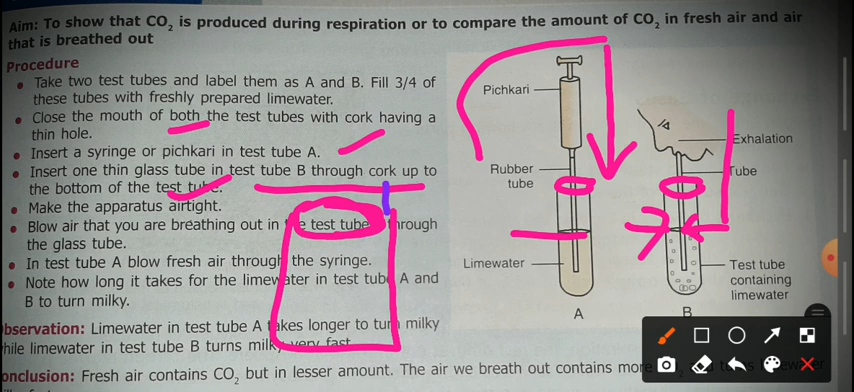 Aim: To show that CO₂ is produced during respiration or to compare the amount of CO₂ in fresh air and air
that is breathed out
Procedure
• Take two test tubes and label them as A and B. Fill 3/4 of
these tubes with freshly prepared limewater.
• Close the mouth of both the test tubes with cork having a
thin hole.
• Insert a syringe or pichkari in test tube A.
• Insert one thin glass tube in test tube B through cork up to
the bottom of the test tube.
• Make the apparatus airtight.
• Blow air that you are breathing out in test tube through
the glass tube.
• In test tube A blow fresh air through the syringe.
• Note how long it takes for the limewater in test tube A and
B to turn milky.
bservation: Limewater in test tube A takes longer to turn milky
hile limewater in test tube B turns milky very fast
onclusion: Fresh air contains CO₂ but in lesser amount. The air we breath out contains more
Pichkari
Rubber
tube
Limewater
A
Exhalation
Tube
Test tube
containing
limewater
B